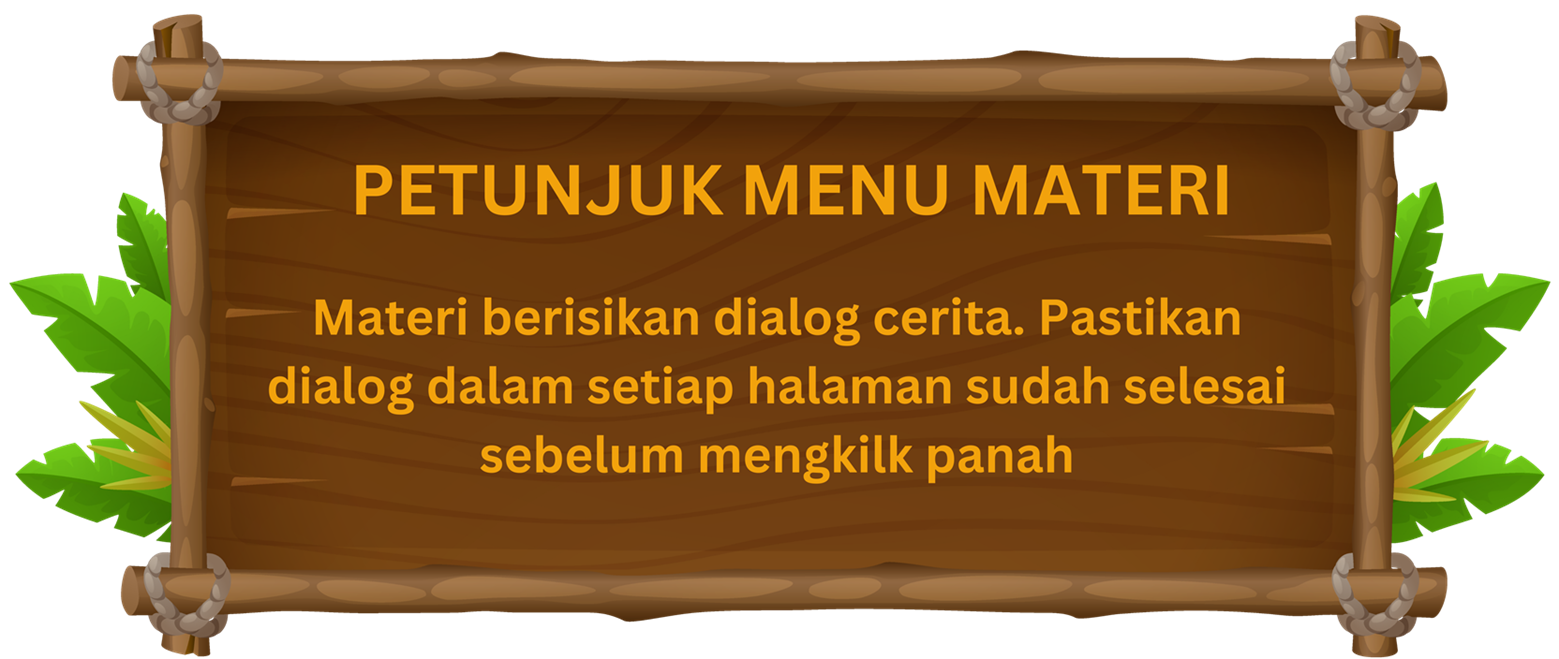 PETUNJUK MENU MATERI
Materi berisikan dialog cerita. Pastikan
dialog dalam setiap halaman sudah selesai
sebelum mengkilk panah